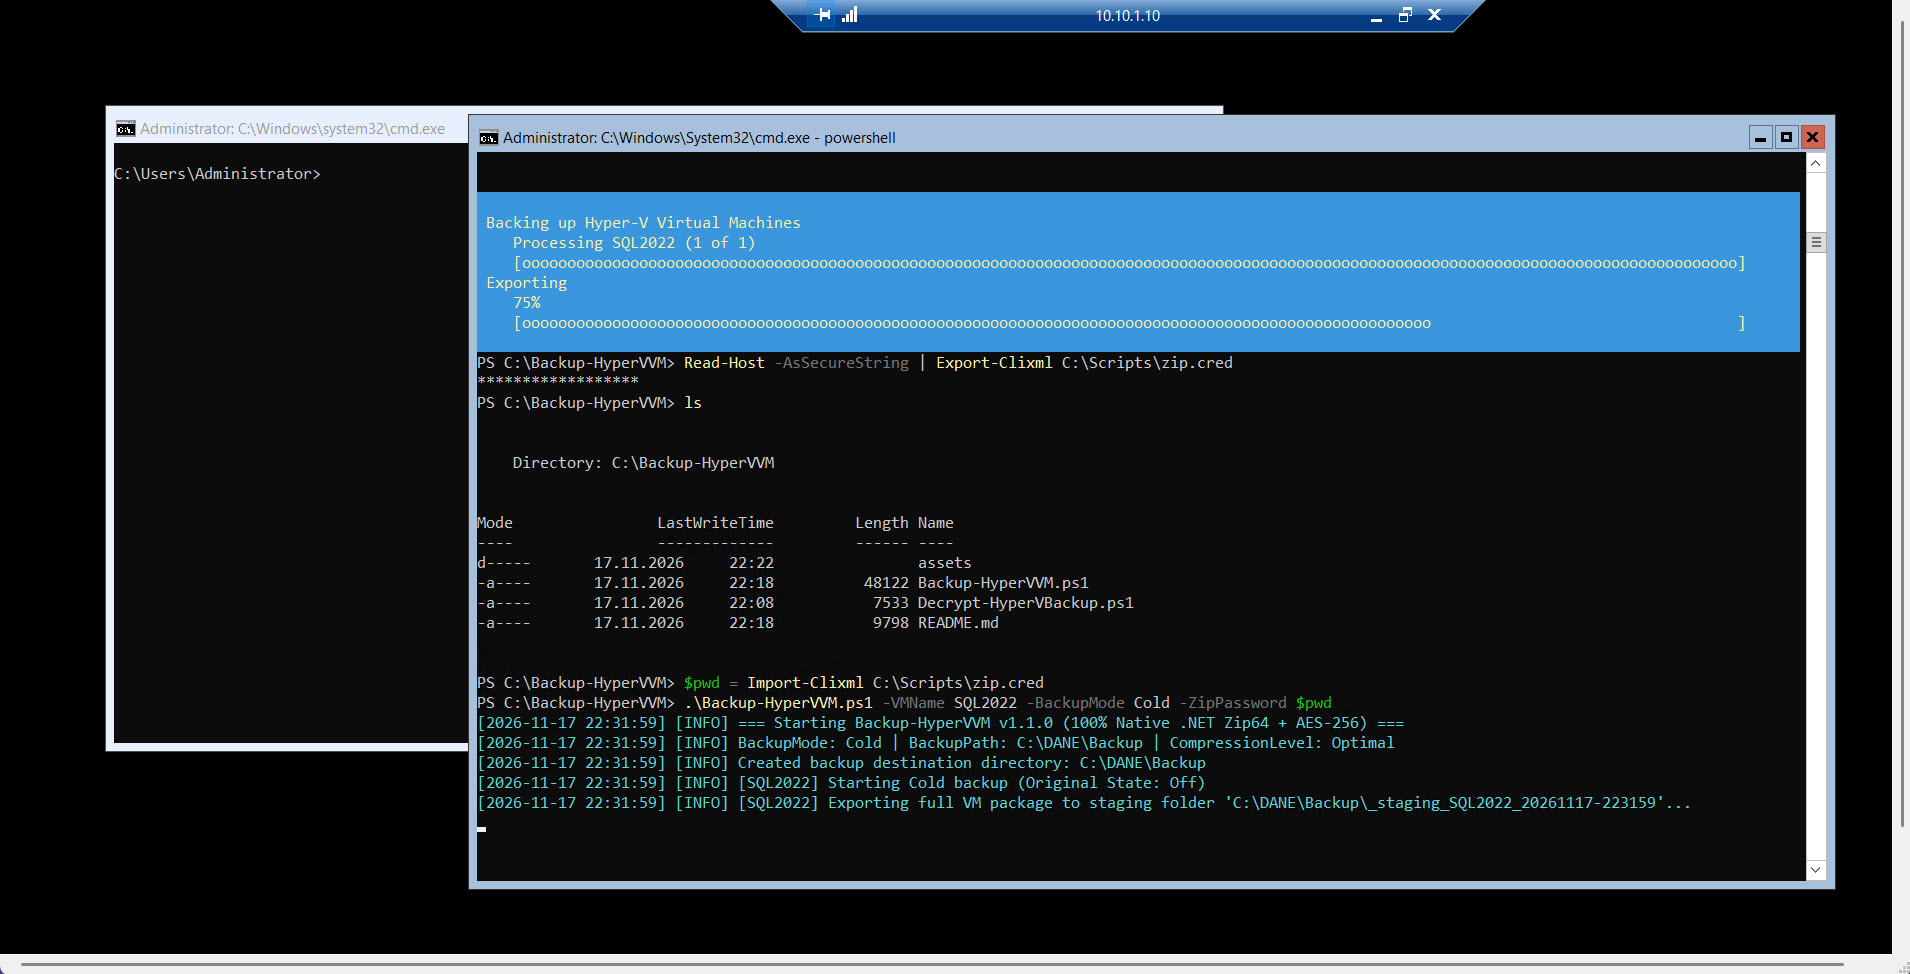 10.10.1.10
Administrator: C:\Windows\system32\cmd.exe
C:\Users\Administrator>
Administrator: C:\Windows\System32\cmd.exe - powershell
Backing up Hyper-V Virtual Machines
Processing SQL2022 (1 of 1)
[ooooooooooooooooooooooooooooooooooooooooooooooooooooooooooooooooooooooooooooooooooooooooooooooooooooooooooooooooooooooooooooooooooooooo]
Exporting
75%
[ooooooooooooooooooooooooooooooooooooooooooooooooooooooooooooooooooooooooooooooooooooooooooooooooooooo                                  ]
PS C:\Backup-HyperVVM> Read-Host -AsSecureString | Export-Clixml C:\Scripts\zip.cred
******************
PS C:\Backup-HyperVVM> ls
Directory: C:\Backup-HyperVVM
Mode                LastWriteTime         Length Name
----                -------------         ------ ----
d-----       17.11.2026     22:22                assets
-a----       17.11.2026     22:18          48122 Backup-HyperVVM.ps1
-a----       17.11.2026     22:08           7533 Decrypt-HyperVBackup.ps1
-a----       17.11.2026     22:18           9798 README.md
PS C:\Backup-HyperVVM> $pwd = Import-Clixml C:\Scripts\zip.cred
PS C:\Backup-HyperVVM> .\Backup-HyperVVM.ps1 -VMName SQL2022 -BackupMode Cold -ZipPassword $pwd
[2026-11-17 22:31:59] [INFO] === Starting Backup-HyperVVM v1.1.0 (100% Native .NET Zip64 + AES-256) ===
[2026-11-17 22:31:59] [INFO] BackupMode: Cold | BackupPath: C:\DANE\Backup | CompressionLevel: Optimal
[2026-11-17 22:31:59] [INFO] Created backup destination directory: C:\DANE\Backup
[2026-11-17 22:31:59] [INFO] [SQL2022] Starting Cold backup (Original State: Off)
[2026-11-17 22:31:59] [INFO] [SQL2022] Exporting full VM package to staging folder 'C:\DANE\Backup\_staging_SQL2022_20261117-223159'...